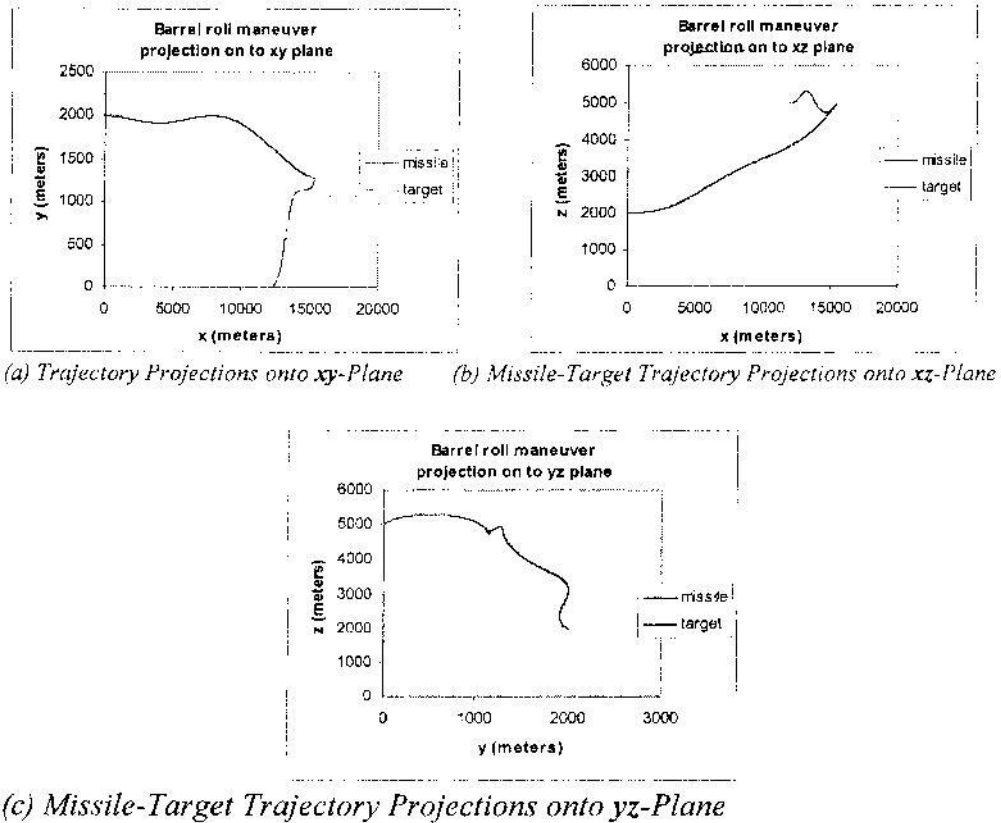 Barrel roll maneuver
projection on to xy plane
2500
2000
1500
1000
500
0
y (meters)
0 5000 10000 15000 20000
x (meters)
missile
target
Barrel roll maneuver
projection on to xz plane
6000
5000
4000
3000
2000
1000
0
z (meters)
0 5000 10000 15000 20000
x (meters)
missile
target
(a) Trajectory Projections onto xy-Plane
(b) Missile-Target Trajectory Projections onto xz-Plane
Barrel roll maneuver
projection on to yz plane
6000
5000
4000
3000
2000
1000
0
z (meters)
0 1000 2000 3000
y (meters)
missile
target
(c) Missile-Target Trajectory Projections onto yz-Plane